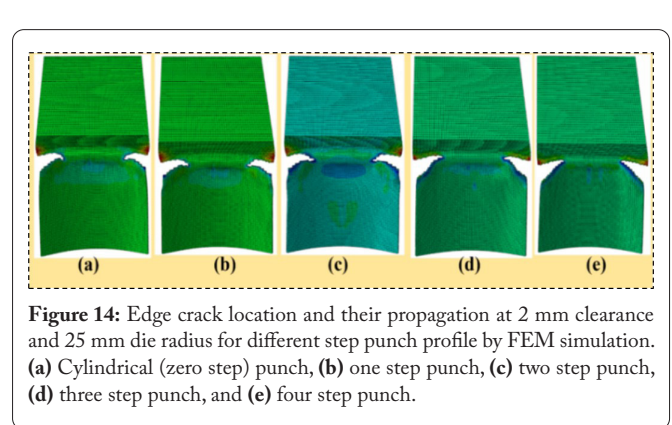 (a)
(b)
(c)
(d)
(e)
Figure 14: Edge crack location and their propagation at 2 mm clearance
and 25 mm die radius for different step punch profile by FEM simulation.
(a) Cylindrical (zero step) punch, (b) one step punch, (c) two step punch,
(d) three step punch, and (e) four step punch.